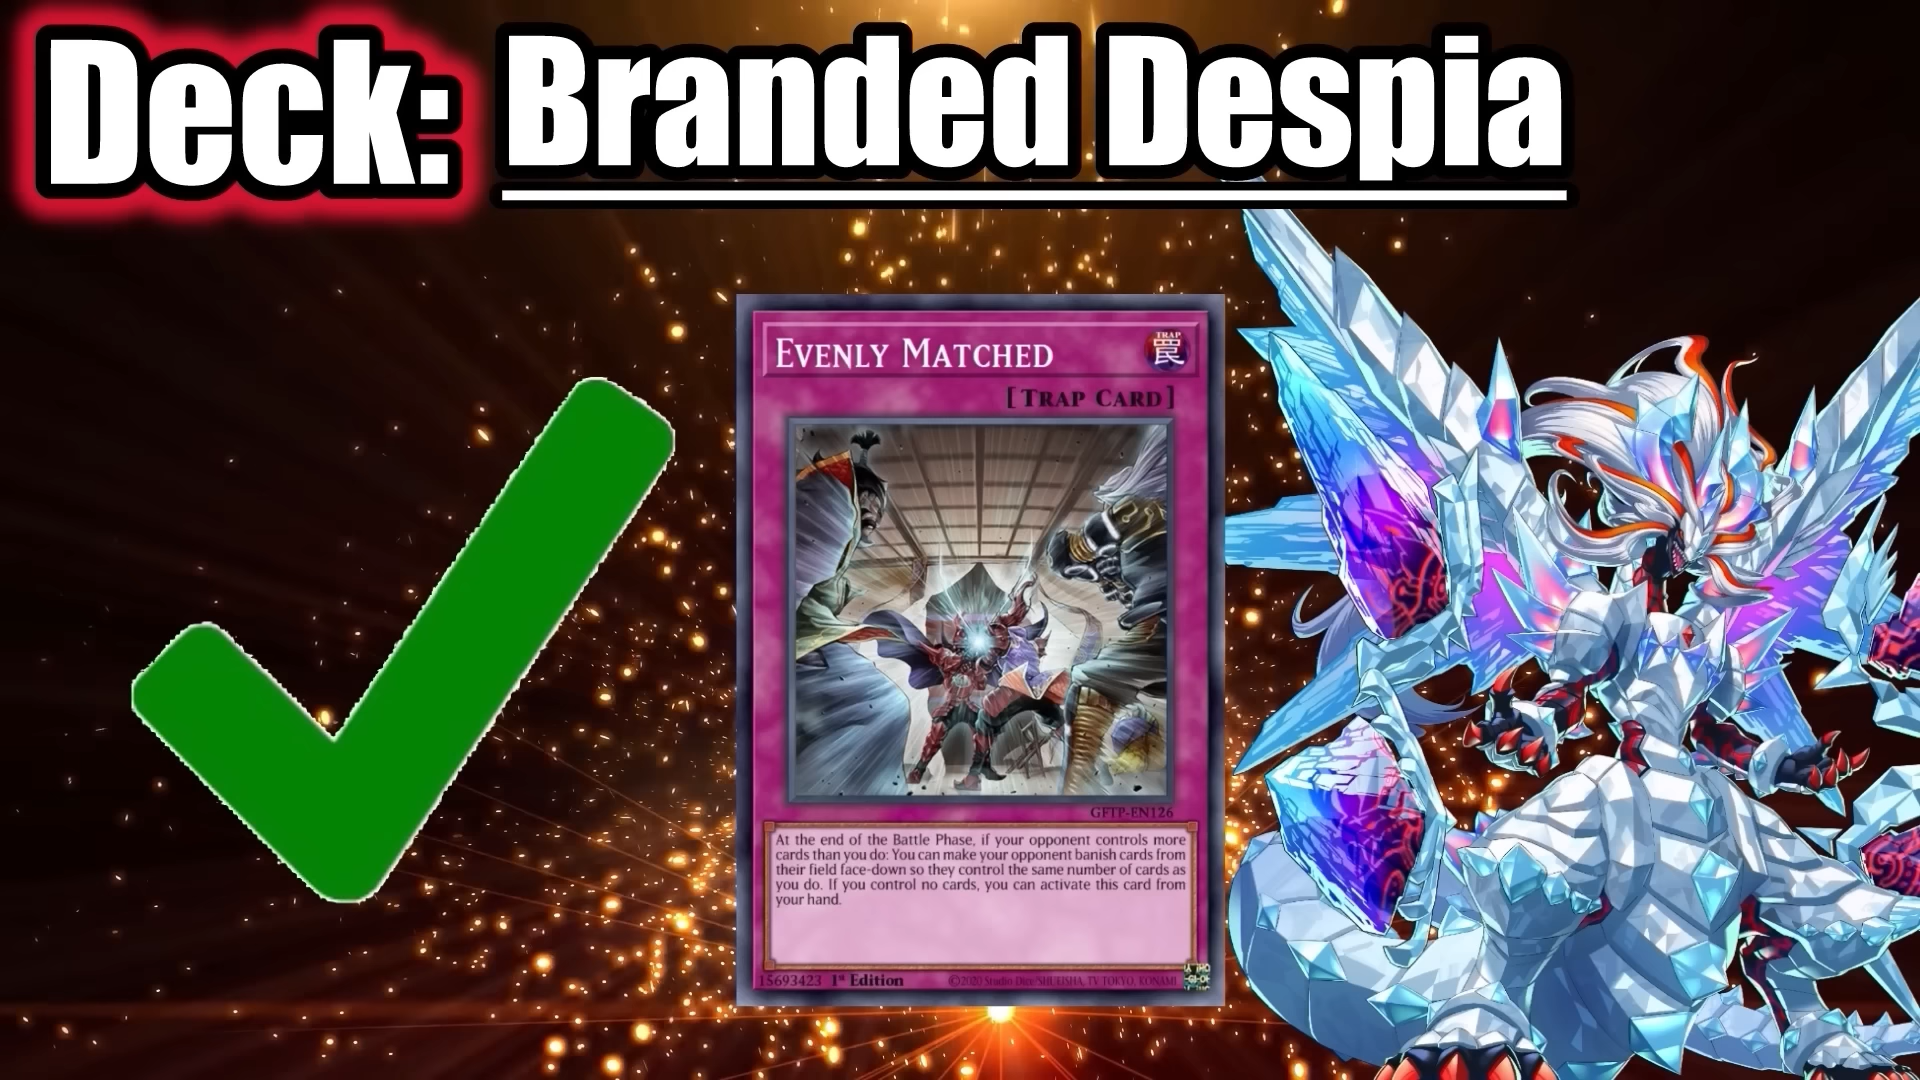 Deck: Branded Despia
Evenly Matched
TRAP
罠
[Trap Card]
GFTP-EN126
At the end of the Battle Phase, if your opponent controls more
cards than you do: You can make your opponent banish cards from
their field face-down so they control the same number of cards as
you do. If you control no cards, you can activate this card from
your hand.
15693423 1st Edition ©2020 Studio Dice/SHUEISHA, TV TOKYO, KONAMI